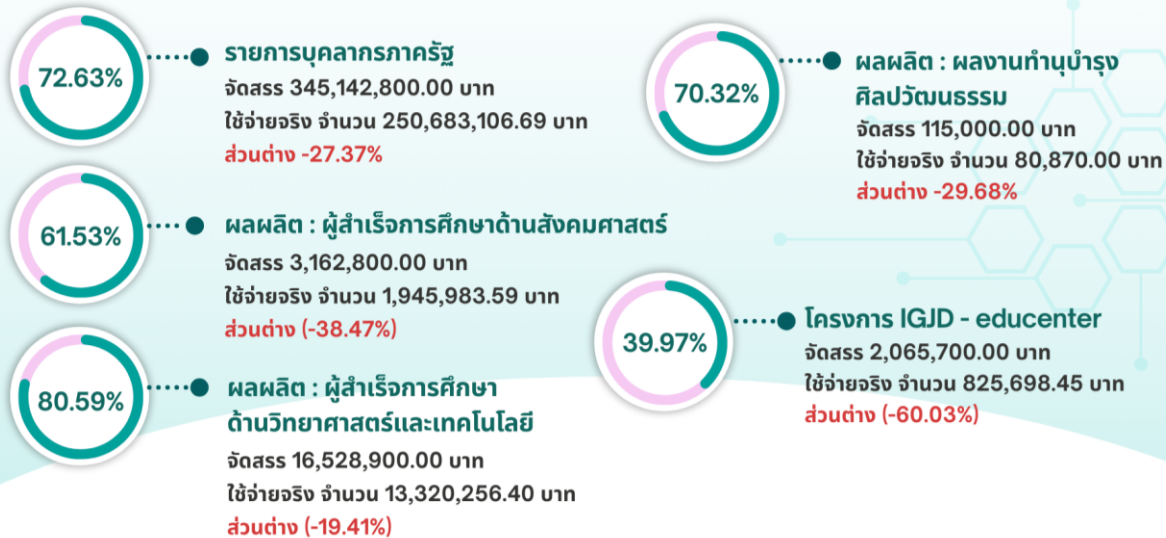 72.63%
รายการบุคลากรภาครัฐ
จัดสรร 345,142,800.00 บาท
ใช้จ่ายจริง จำนวน 250,683,106.69 บาท
ส่วนต่าง -27.37%
61.53%
ผลผลิต : ผู้สำเร็จการศึกษาด้านสังคมศาสตร์
จัดสรร 3,162,800.00 บาท
ใช้จ่ายจริง จำนวน 1,945,983.59 บาท
ส่วนต่าง (-38.47%)
80.59%
ผลผลิต : ผู้สำเร็จการศึกษา
ด้านวิทยาศาสตร์และเทคโนโลยี
จัดสรร 16,528,900.00 บาท
ใช้จ่ายจริง จำนวน 13,320,256.40 บาท
ส่วนต่าง (-19.41%)
70.32%
ผลผลิต : ผลงานทำนุบำรุง
ศิลปวัฒนธรรม
จัดสรร 115,000.00 บาท
ใช้จ่ายจริง จำนวน 80,870.00 บาท
ส่วนต่าง -29.68%
39.97%
โครงการ IGJD - educenter
จัดสรร 2,065,700.00 บาท
ใช้จ่ายจริง จำนวน 825,698.45 บาท
ส่วนต่าง (-60.03%)